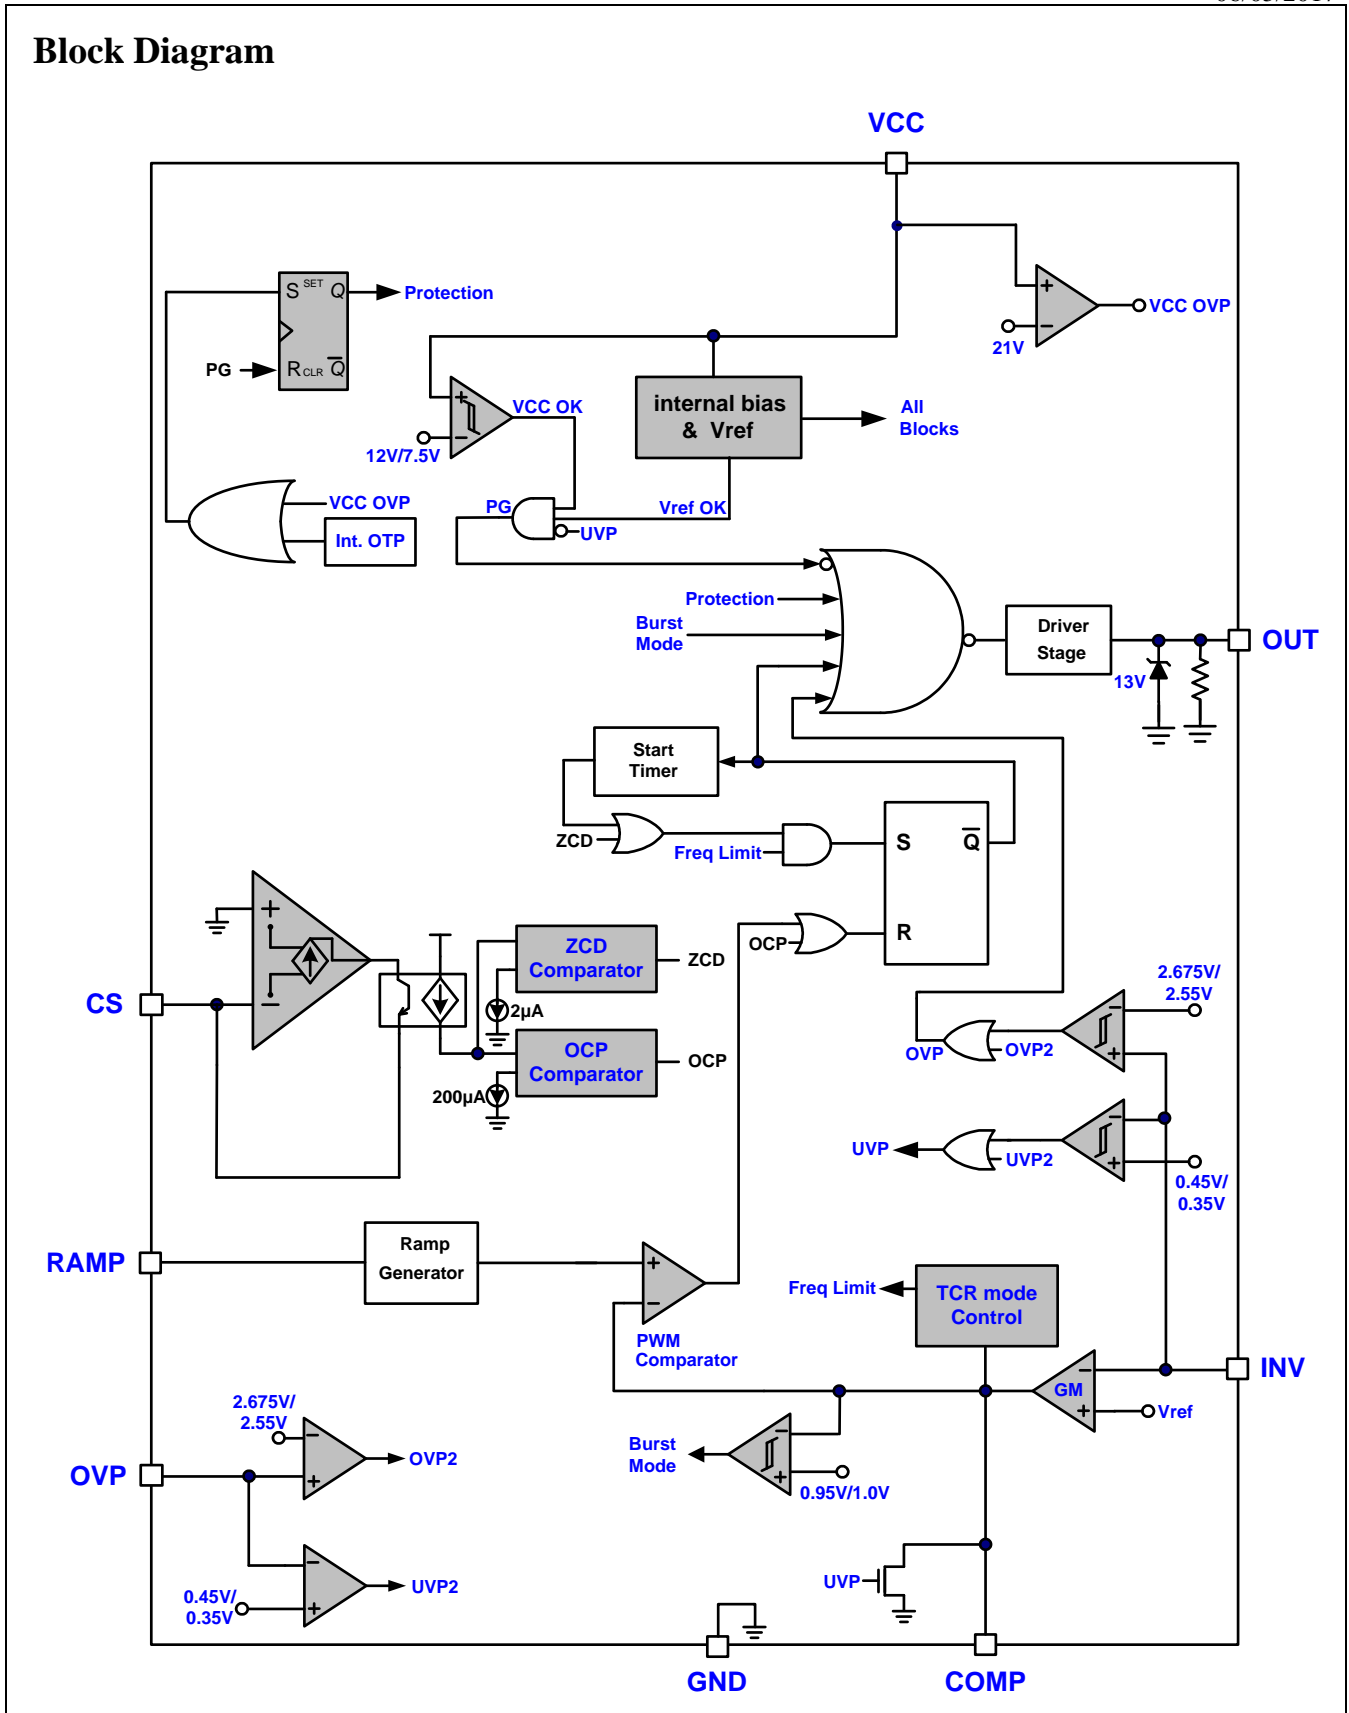 Block Diagram
VCC
S SET Q
Protection
PG
R CLR Q
+
−
21V
VCC OVP
+
−
12V/7.5V
VCC OK
internal bias
& Vref
All
Blocks
VCC OVP
Int. OTP
PG
Vref OK
UVP
Protection
Burst
Mode
Driver
Stage
13V
OUT
Start
Timer
ZCD
Freq Limit
S
Q
R
OCP
+
−
CS
ZCD
Comparator
ZCD
2µA
OCP
Comparator
OCP
200µA
2.675V/
2.55V
−
+
OVP
OVP2
UVP
UVP2
−
+
0.45V/
0.35V
RAMP
Ramp
Generator
+
−
PWM
Comparator
Freq Limit
TCR mode
Control
INV
GM
−
+
Vref
2.675V/
2.55V
−
+
OVP2
OVP
Burst
Mode
−
+
0.95V/1.0V
−
+
UVP2
0.45V/
0.35V
UVP
GND
COMP